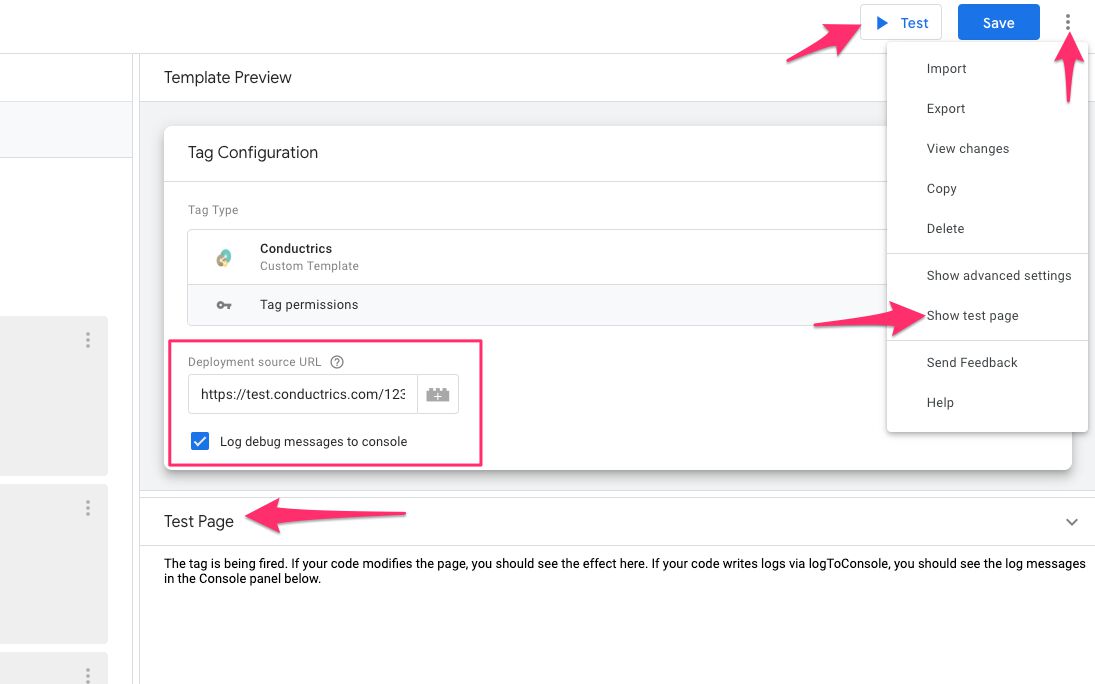 Test
Save
Template Preview
Import
Export
View changes
Copy
Delete
Show advanced settings
Show test page
Send Feedback
Help
Tag Configuration
Tag Type
Conductrics
Custom Template
Tag permissions
Deployment source URL
https://test.conductrics.com/123
Log debug messages to console
Test Page
The tag is being fired. If your code modifies the page, you should see the effect here. If your code writes logs via logToConsole, you should see the log messages
in the Console panel below.